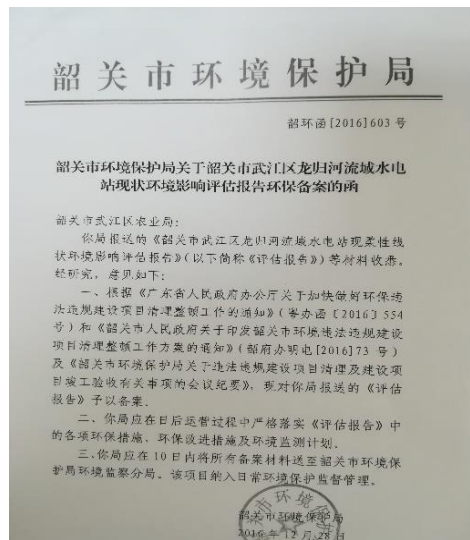 韶关市环境保护局
韶环函[2016]603号
韶关市环境保护局关于韶关市武江区龙归河流域水电
站现状环境影响评估报告环保备案的函
韶关市武江区农业局:
你局报送的《韶关市武江区龙归河流域水电站现柔性线
状环境影响评估报告》(以下简称《评估报告》)等材料收悉。
经研究,意见如下:
一、根据《广东省人民政府办公厅关于加快做好环保违
法违规建设项目清理整顿工作的通知》(粤办函[2016]554
号)和《韶关市人民政府关于印发韶关市环境违法违规建设
项目清理整顿工作方案的通知》(韶府办明电[2016]73号)
及《韶关市环境保护局关于违法违规建设项目清理及建设项
目竣工验收有关事项的会议纪要》,现对你局报送的《评估
报告》予以备案。
二、你局应在日后运营过程中严格落实《评估报告》中
的各项环保措施、环保改进措施及环境监测计划。
三、你局应在10日内将所有备案材料送至韶关市环境保
护局环境监察分局。该项目纳入日常环境保护监督管理。
韶关市环境保护局
2016年12月28日